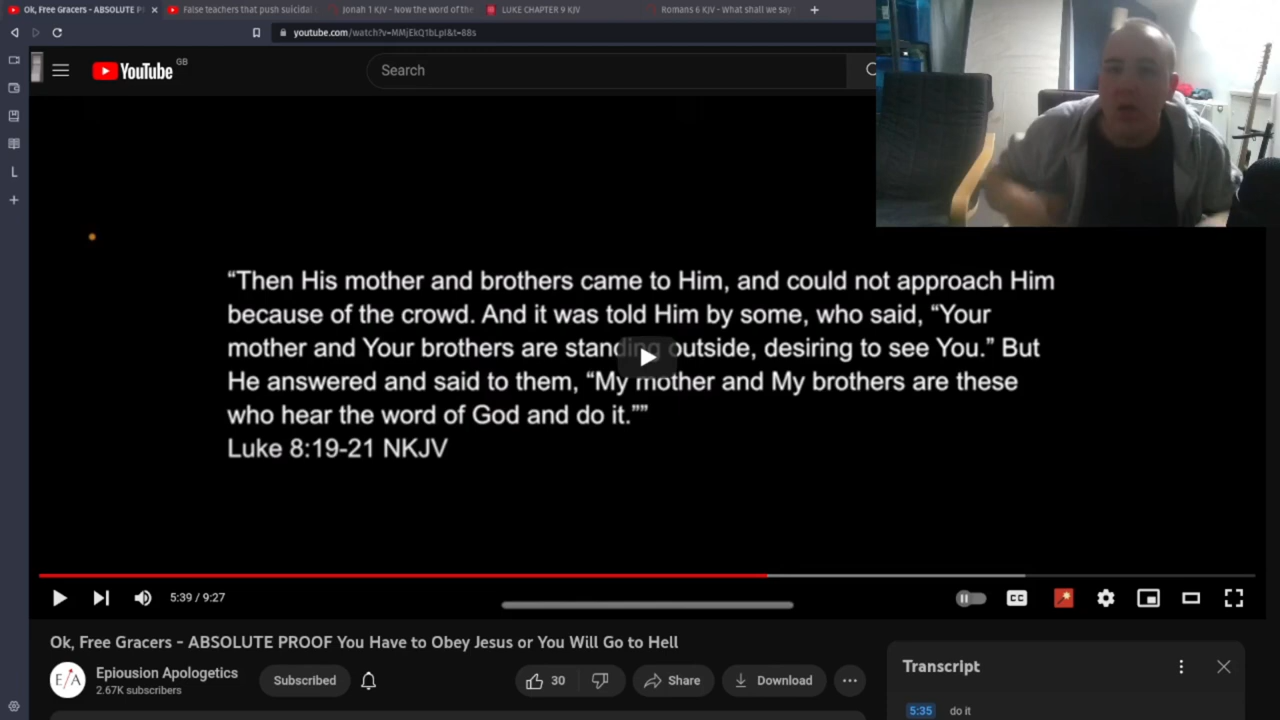 Ok, Free Gracers - ABSOLUTE P
False teachers that push suicidal
Jonah 1 KJV - Now the word of the
LUKE CHAPTER 9 KJV
Romans 6 KJV - What shall we say
youtube.com/watch?v=MMjEkQ1bLpI&t=88s
L
YouTube GB
Search
“Then His mother and brothers came to Him, and could not approach Him
because of the crowd. And it was told Him by some, who said, “Your
mother and Your brothers are standing outside, desiring to see You.” But
He answered and said to them, “My mother and My brothers are these
who hear the word of God and do it.””
Luke 8:19-21 NKJV
5:39 / 9:27
CC
Ok, Free Gracers - ABSOLUTE PROOF You Have to Obey Jesus or You Will Go to Hell
E/A
Epiousion Apologetics
2.67K subscribers
Subscribed
30
Share
Download
Transcript
5:35 do it